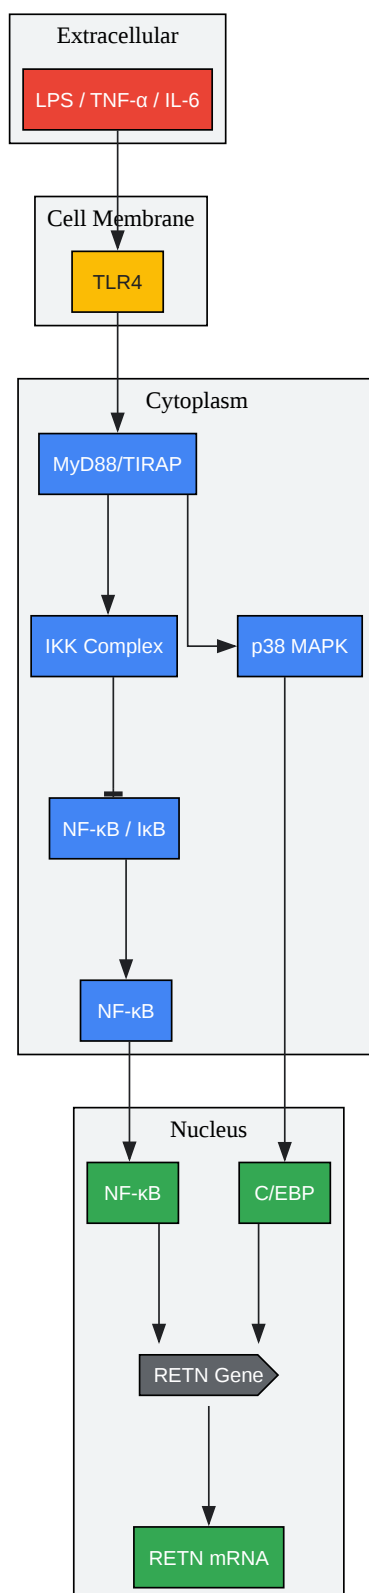 Extracellular
LPS / TNF-α / IL-6
Cell Membrane
TLR4
Cytoplasm
MyD88/TIRAP
IKK Complex
p38 MAPK
NF-κB / IκB
NF-κB
Nucleus
NF-κB
C/EBP
RETN Gene
RETN mRNA